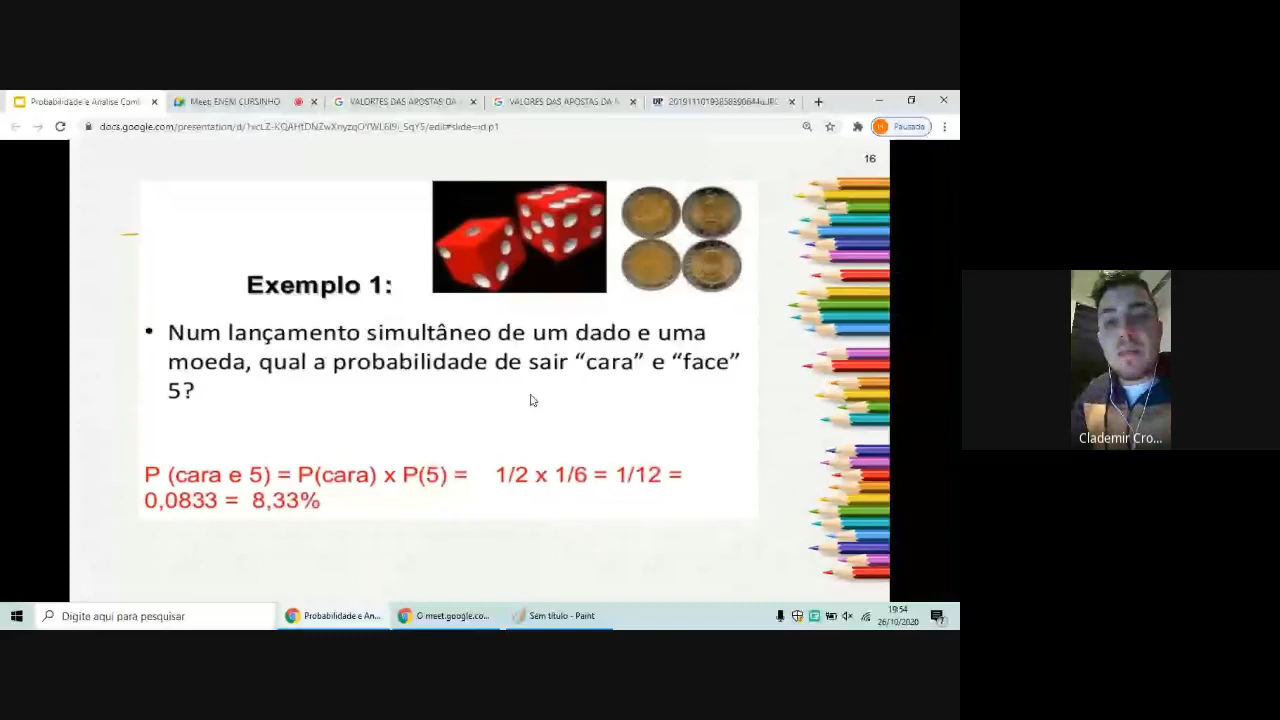 Probabilidade e Análise Com
Meet: ENEM CURSINHO
VALORTES DAS APOSTAS DA
VALORES DAS APOSTAS DA M
Pausada
16
Exemplo 1:
• Num lançamento simultâneo de um dado e uma
moeda, qual a probabilidade de sair “cara” e “face”
5?
P (cara e 5) = P(cara) x P(5) = 1/2 x 1/6 = 1/12 =
0,0833 = 8,33%
Clademir Cro...
Digite aqui para pesquisar
Probabilidade e An...
O meet.google.co...
Sem título - Paint
19:54
26/10/2020